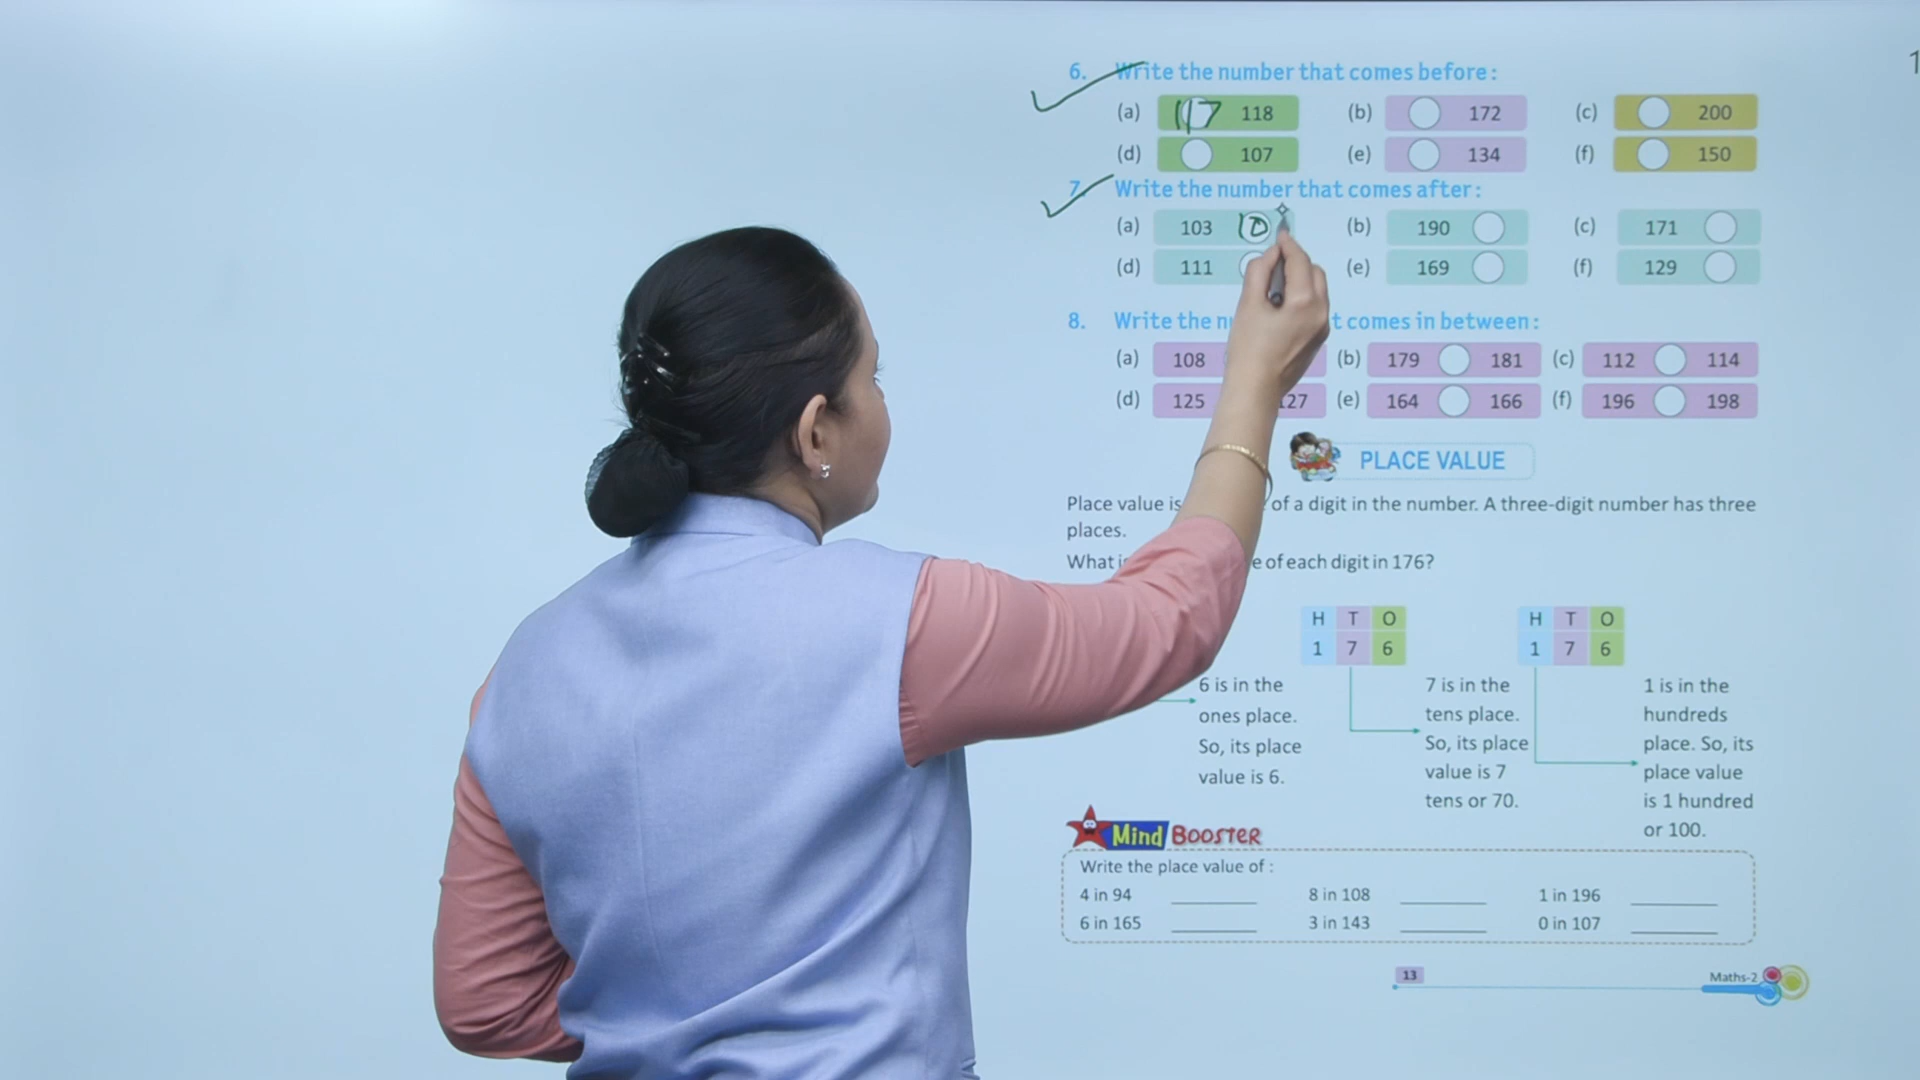 6. Write the number that comes before :
(a) 117 118 (b) 172 (c) 200
(d) 107 (e) 134 (f) 150
7. Write the number that comes after :
(a) 103 10 (b) 190 (c) 171
(d) 111 (e) 169 (f) 129
8. Write the t comes in between :
(a) 108 (b) 179 181 (c) 112 114
(d) 125 127 (e) 164 166 (f) 196 198
PLACE VALUE
Place value is of a digit in the number. A three-digit number has three
places.
What of each digit in 176?
H T O H T O
1 7 6 1 7 6
6 is in the
ones place.
So, its place
value is 6.
7 is in the
tens place.
So, its place
value is 7
tens or 70.
1 is in the
hundreds
place. So, its
place value
is 1 hundred
or 100.
Mind BOOSTER
Write the place value of :
4 in 94 8 in 108 1 in 196
6 in 165 3 in 143 0 in 107
13
Maths-2